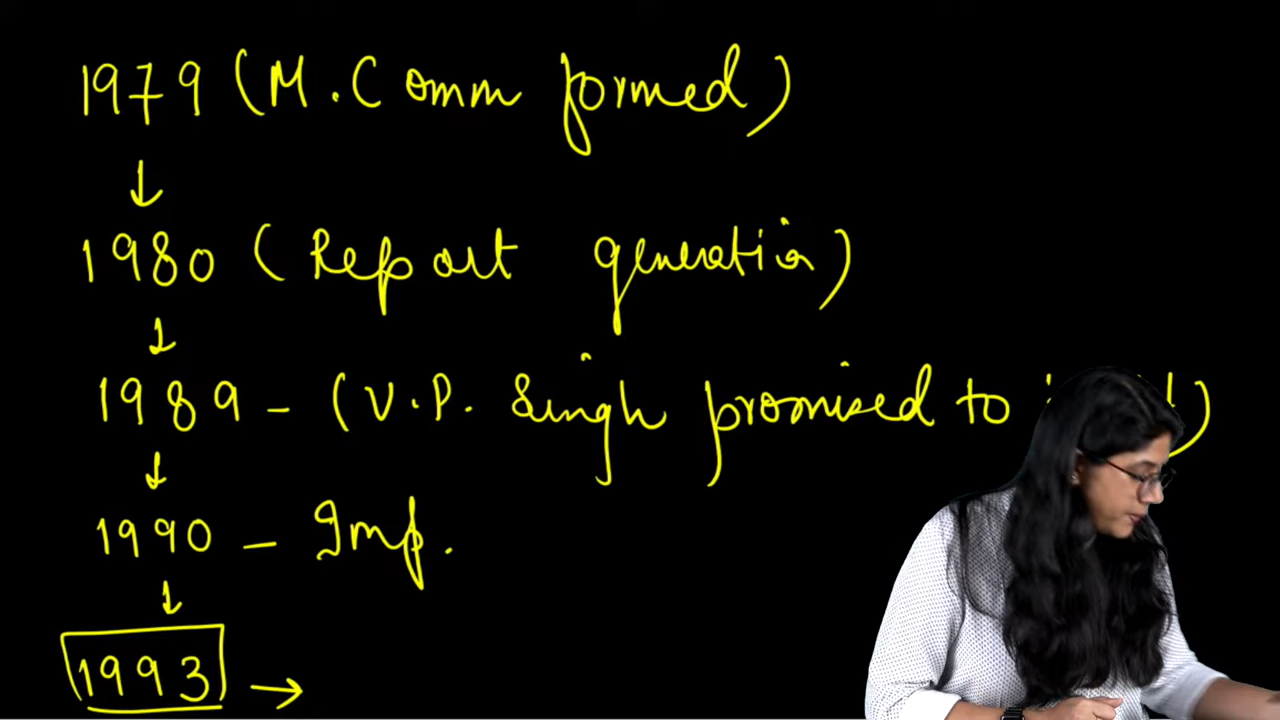 1979 (M. Comm formed)
↓
1980 (Report generation)
↓
1989 - (V.P. Singh promised to
↓
1990 - Imp.
↓
1993 →